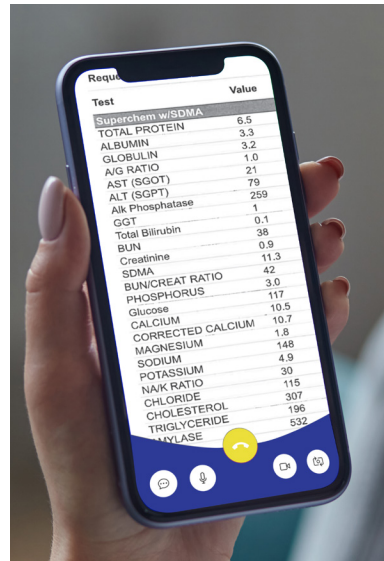 Reque
Test Value
Superchem w/SDMA
TOTAL PROTEIN 6.5
ALBUMIN 3.3
GLOBULIN 3.2
A/G RATIO 1.0
AST (SGOT) 21
ALT (SGPT) 79
Alk Phosphatase 259
GGT 1
Total Bilirubin 0.1
BUN 38
Creatinine 0.9
SDMA 11.3
BUN/CREAT RATIO 42
PHOSPHORUS 3.0
Glucose 117
CALCIUM 10.5
CORRECTED CALCIUM 10.7
MAGNESIUM 1.8
SODIUM 148
POTASSIUM 4.9
NA/K RATIO 30
CHLORIDE 115
CHOLESTEROL 307
TRIGLYCERIDE 196
MYLASE 532